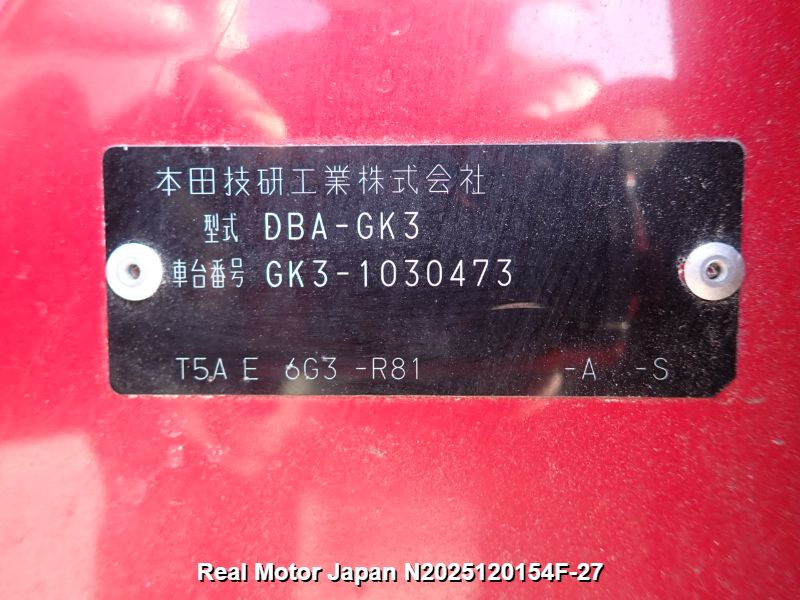 本田技研工業株式会社
型式 DBA-GK3
車台番号 GK3-1030473
T5A E 6G3 -R81 -A -S
Real Motor Japan N2025120154F-27